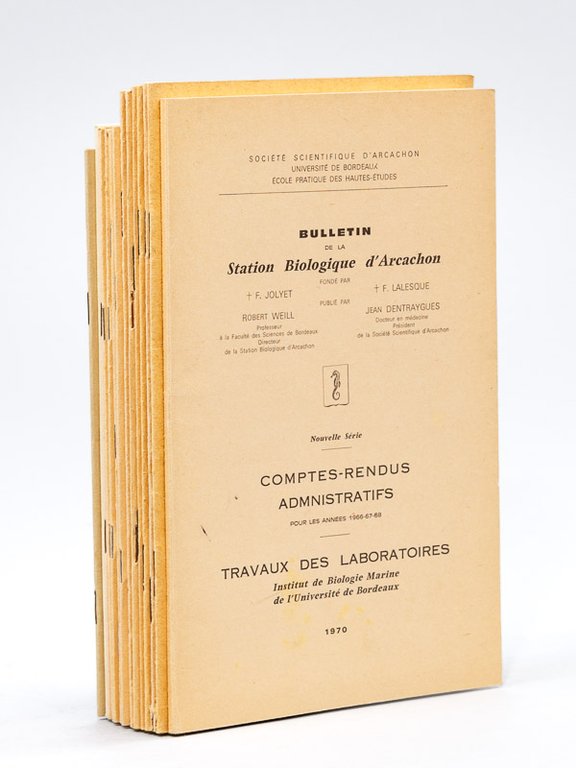 SOCIÉTÉ SCIENTIFIQUE D'ARCACHON
UNIVERSITÉ DE BORDEAUX
ÉCOLE PRATIQUE DES HAUTES-ÉTUDES
BULLETIN
DE LA
Station Biologique d'Arcachon
FONDÉ PAR
† F. JOLYET
† F. LALESQUE
PUBLIÉ PAR
ROBERT WEILL
Professeur
à la Faculté des Sciences de Bordeaux
Directeur
de la Station Biologique d'Arcachon
JEAN DENTRAYGUES
Docteur en médecine
Président
de la Société Scientifique d'Arcachon
Nouvelle Série
COMPTES-RENDUS
ADMNISTRATIFS
POUR LES ANNÉES 1966-67-68
TRAVAUX DES LABORATOIRES
Institut de Biologie Marine
de l'Université de Bordeaux
1970